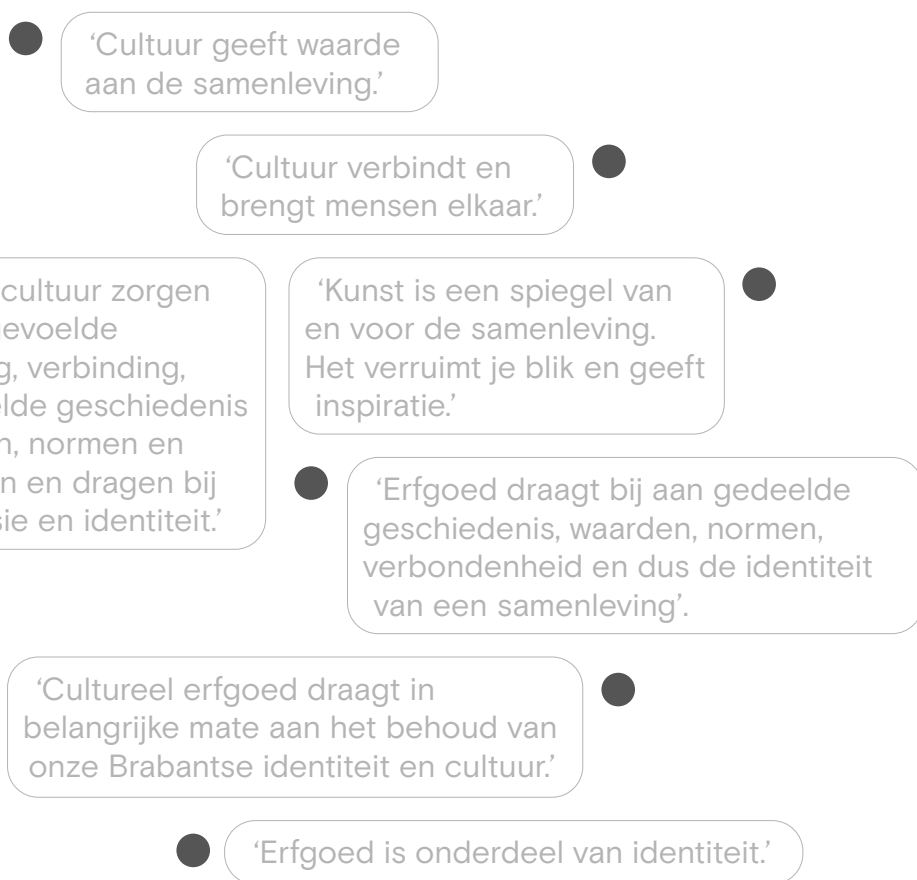 ‘Cultuur geeft waarde
aan de samenleving.’
‘Cultuur verbindt en
brengt mensen elkaar.’
cultuur zorgen
verbinding,
geschiedenis
normen en
en dragen bij
en identiteit.’
‘Kunst is een spiegel van
en voor de samenleving.
Het verruimt je blik en geeft
inspiratie.’
‘Erfgoed draagt bij aan gedeelde
geschiedenis, waarden, normen,
verbondenheid en dus de identiteit
van een samenleving’.
‘Cultureel erfgoed draagt in
belangrijke mate aan het behoud van
onze Brabantse identiteit en cultuur.’
‘Erfgoed is onderdeel van identiteit.’